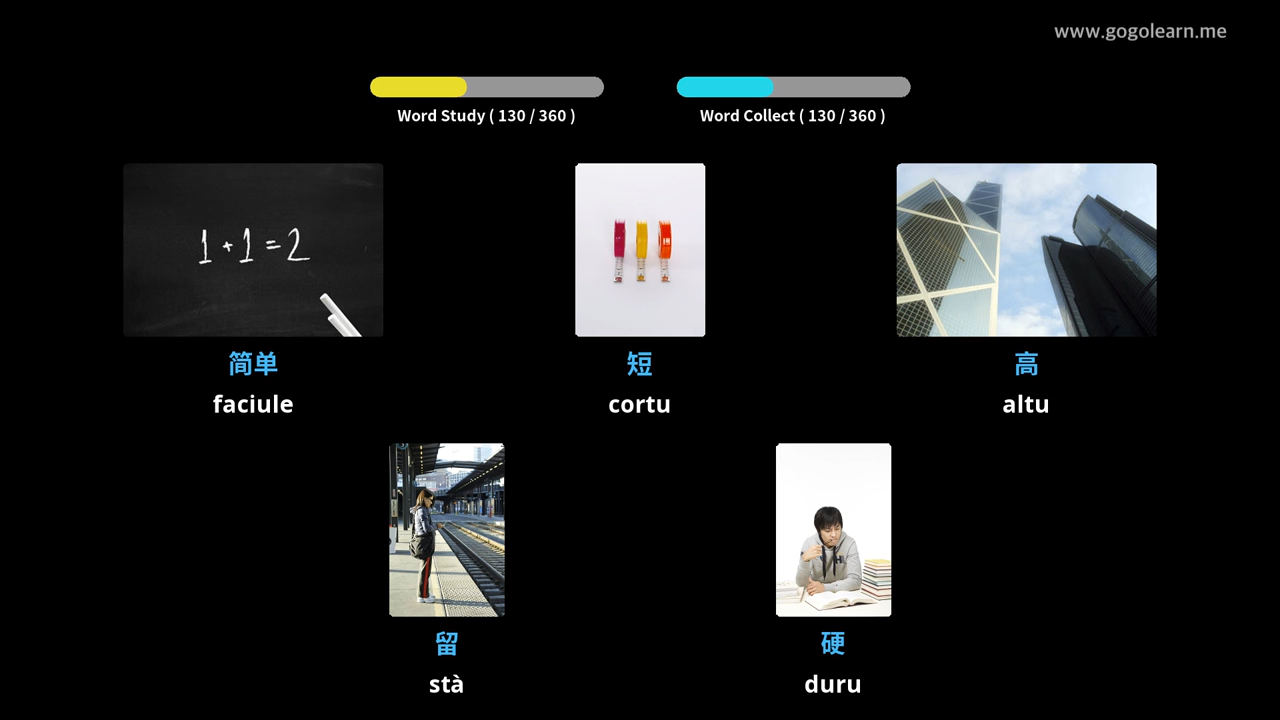 www.gogolearn.me
Word Study ( 130 / 360 )
Word Collect ( 130 / 360 )
1 + 1 = 2
简单
faciule
短
cortu
高
altu
留
stà
硬
duru